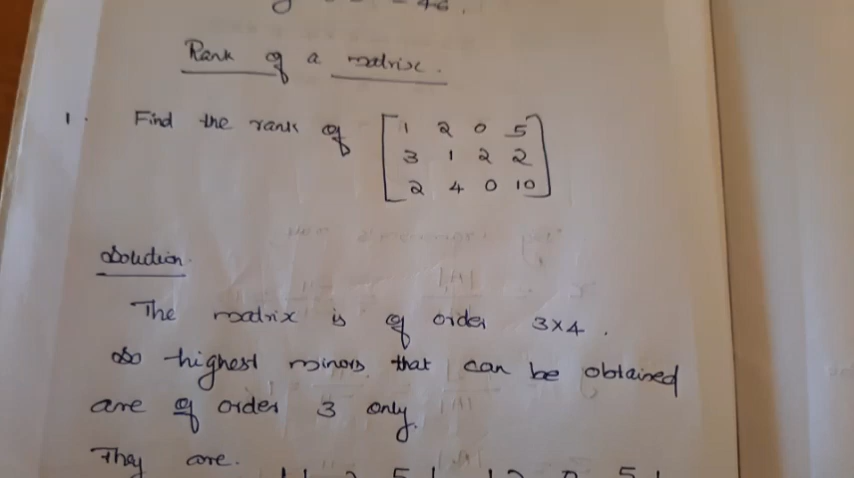 Rank of a matrix.
1. Find the rank of [1 2 0 5
3 1 2 2
2 4 0 10]
Solution.
The matrix is of order 3×4.
So highest minors that can be obtained
are of order 3 only.
They are.